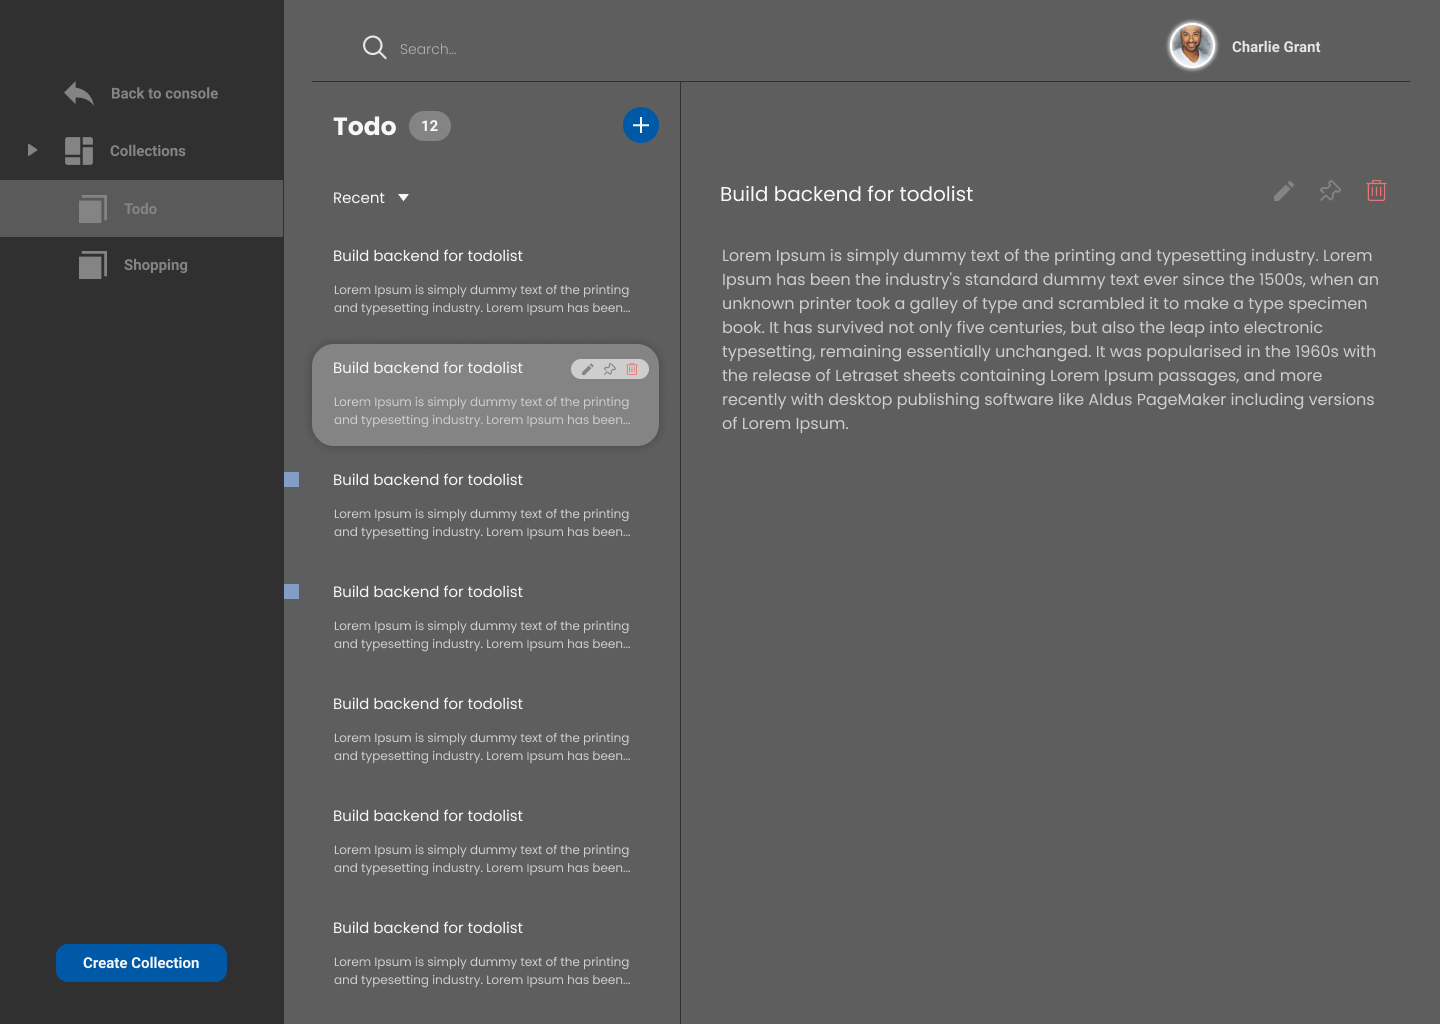 Search...
Charlie Grant
Back to console
Collections
Todo
Shopping
Create Collection
Todo
12
Recent
Build backend for todolist
Lorem Ipsum is simply dummy text of the printing
and typesetting industry. Lorem Ipsum has been...
Build backend for todolist
Lorem Ipsum is simply dummy text of the printing
and typesetting industry. Lorem Ipsum has been...
Build backend for todolist
Lorem Ipsum is simply dummy text of the printing
and typesetting industry. Lorem Ipsum has been...
Build backend for todolist
Lorem Ipsum is simply dummy text of the printing
and typesetting industry. Lorem Ipsum has been...
Build backend for todolist
Lorem Ipsum is simply dummy text of the printing
and typesetting industry. Lorem Ipsum has been...
Build backend for todolist
Lorem Ipsum is simply dummy text of the printing
and typesetting industry. Lorem Ipsum has been...
Build backend for todolist
Lorem Ipsum is simply dummy text of the printing
and typesetting industry. Lorem Ipsum has been...
Build backend for todolist
Lorem Ipsum is simply dummy text of the printing and typesetting industry. Lorem
Ipsum has been the industry's standard dummy text ever since the 1500s, when an
unknown printer took a galley of type and scrambled it to make a type specimen
book. It has survived not only five centuries, but also the leap into electronic
typesetting, remaining essentially unchanged. It was popularised in the 1960s with
the release of Letraset sheets containing Lorem Ipsum passages, and more
recently with desktop publishing software like Aldus PageMaker including versions
of Lorem Ipsum.